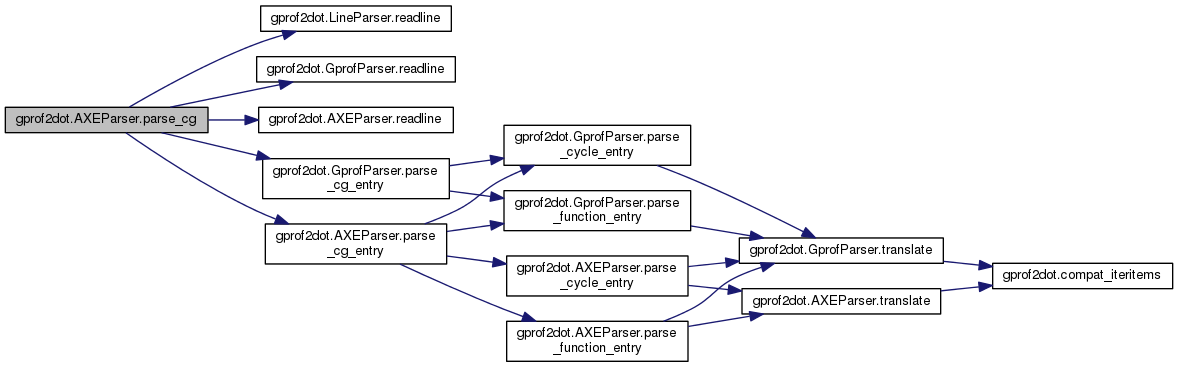 gprof2dot.AXEParser.parse_cg
gprof2dot.LineParser.readline
gprof2dot.GprofParser.readline
gprof2dot.AXEParser.readline
gprof2dot.GprofParser.parse
_cg_entry
gprof2dot.AXEParser.parse
_cg_entry
gprof2dot.GprofParser.parse
_cycle_entry
gprof2dot.GprofParser.parse
_function_entry
gprof2dot.AXEParser.parse
_cycle_entry
gprof2dot.AXEParser.parse
_function_entry
gprof2dot.GprofParser.translate
gprof2dot.AXEParser.translate
gprof2dot.compat_iteritems